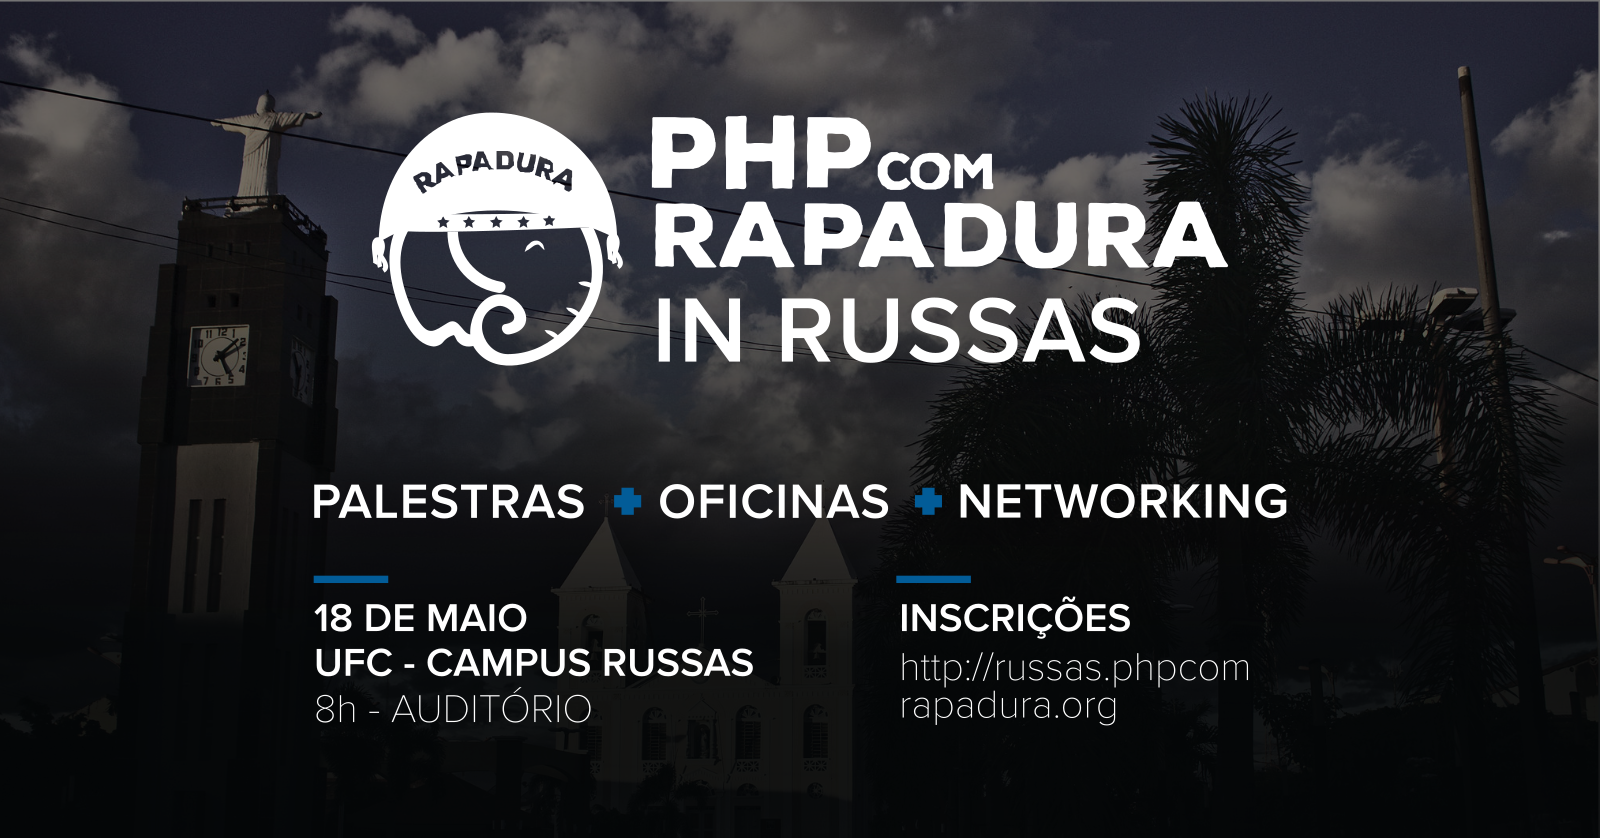 RAPADURA
PHP COM
RAPADURA
IN RUSSAS
PALESTRAS + OFICINAS + NETWORKING
18 DE MAIO
UFC - CAMPUS RUSSAS
8h - AUDITÓRIO
INSCRIÇÕES
http://russas.phpcom
rapadura.org